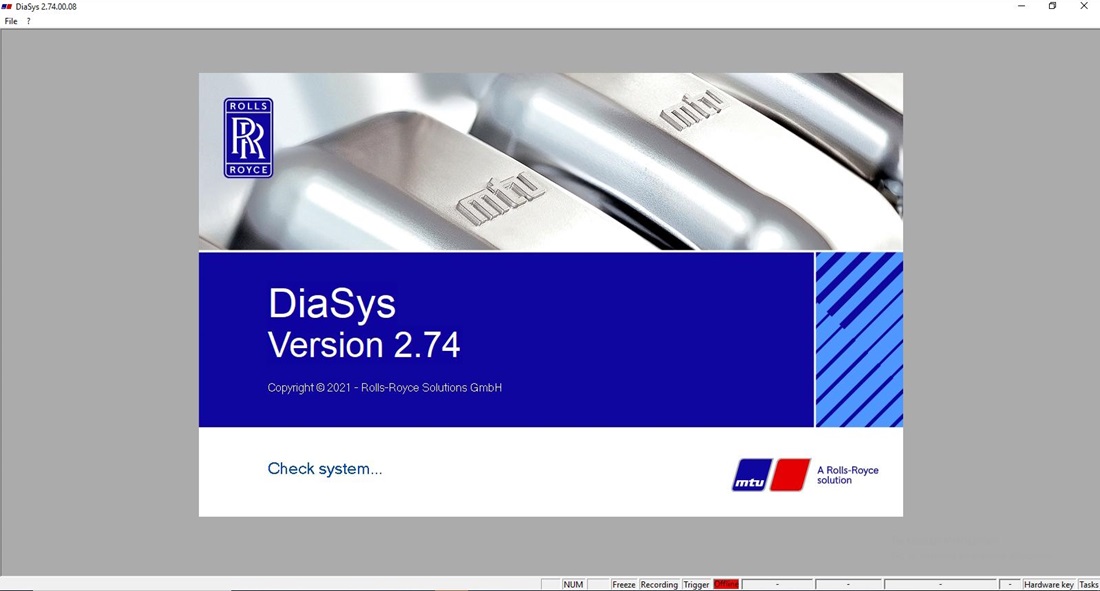 DiaSys 2.74.00.08
File ?
ROLLS
RR
ROYCE
mtu
mtu
DiaSys
Version 2.74
Copyright © 2021 - Rolls-Royce Solutions GmbH
Check system...
mtu
A Rolls-Royce
solution
NUM Freeze Recording Trigger Offline - - - - Hardware key Tasks